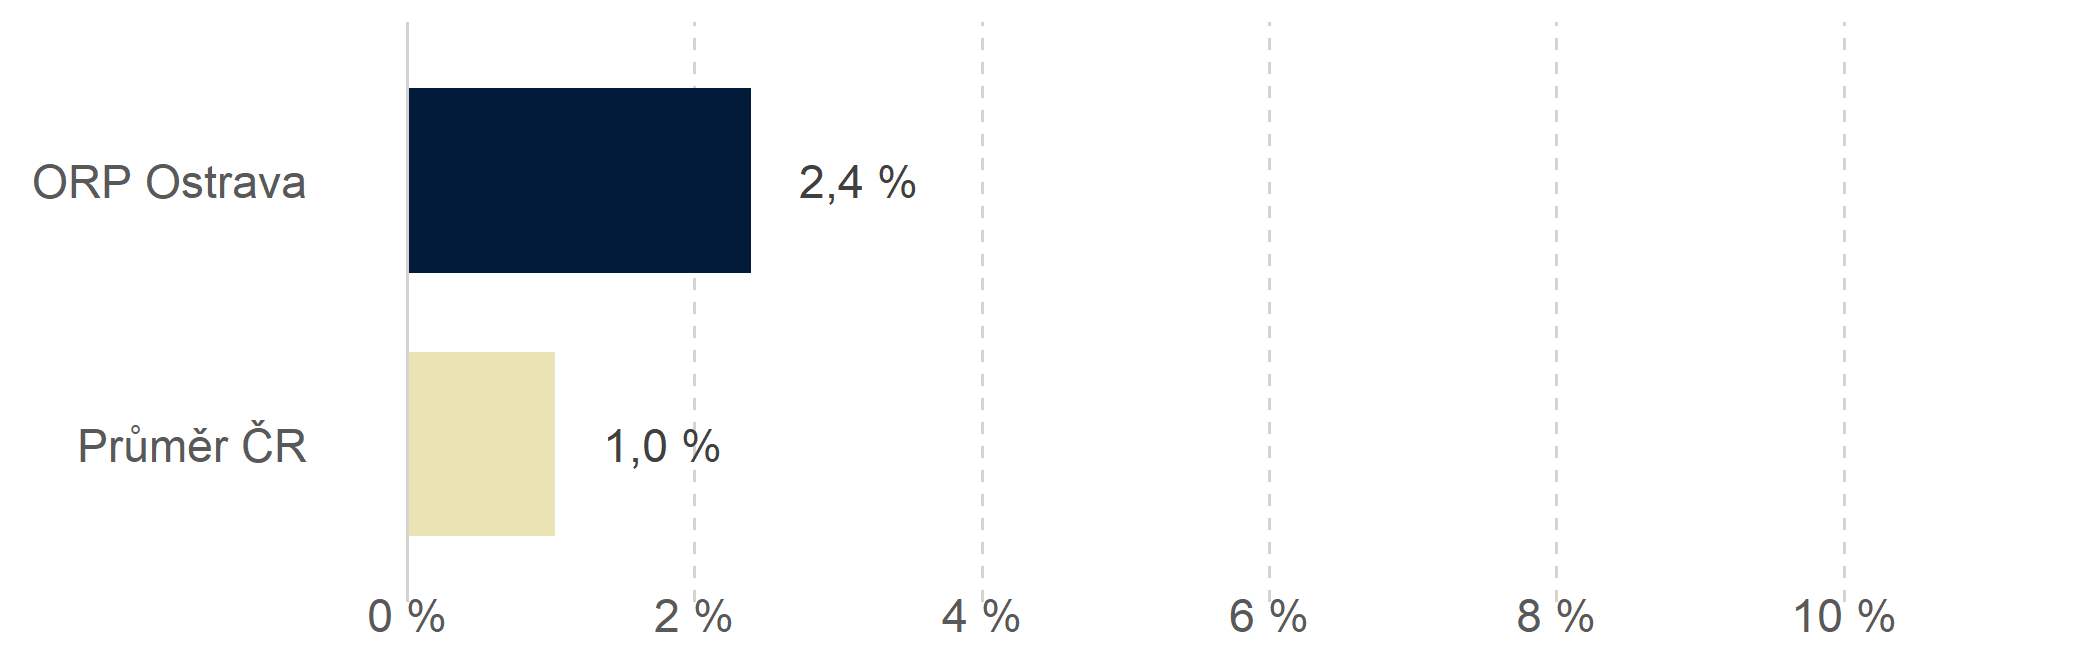 ORP Ostrava
2,4 %
Průměr ČR
1,0 %
0 % 2 % 4 % 6 % 8 % 10 %